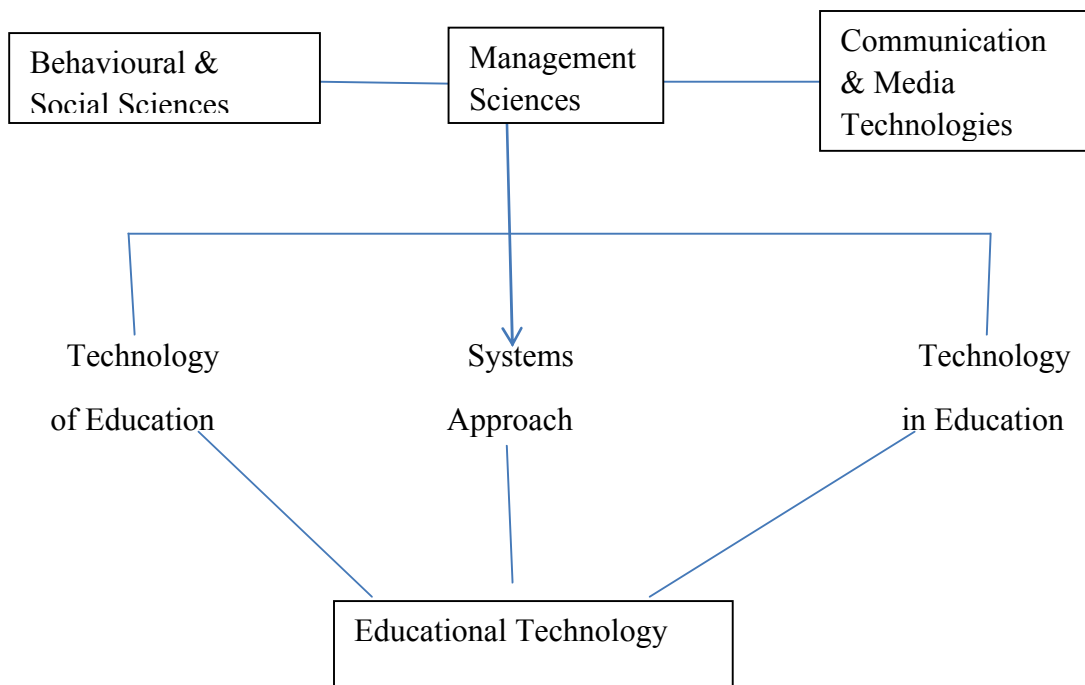 Behavioural &
Social Sciences
Management
Sciences
Communication
& Media
Technologies
Technology
of Education
Systems
Approach
Technology
in Education
Educational Technology